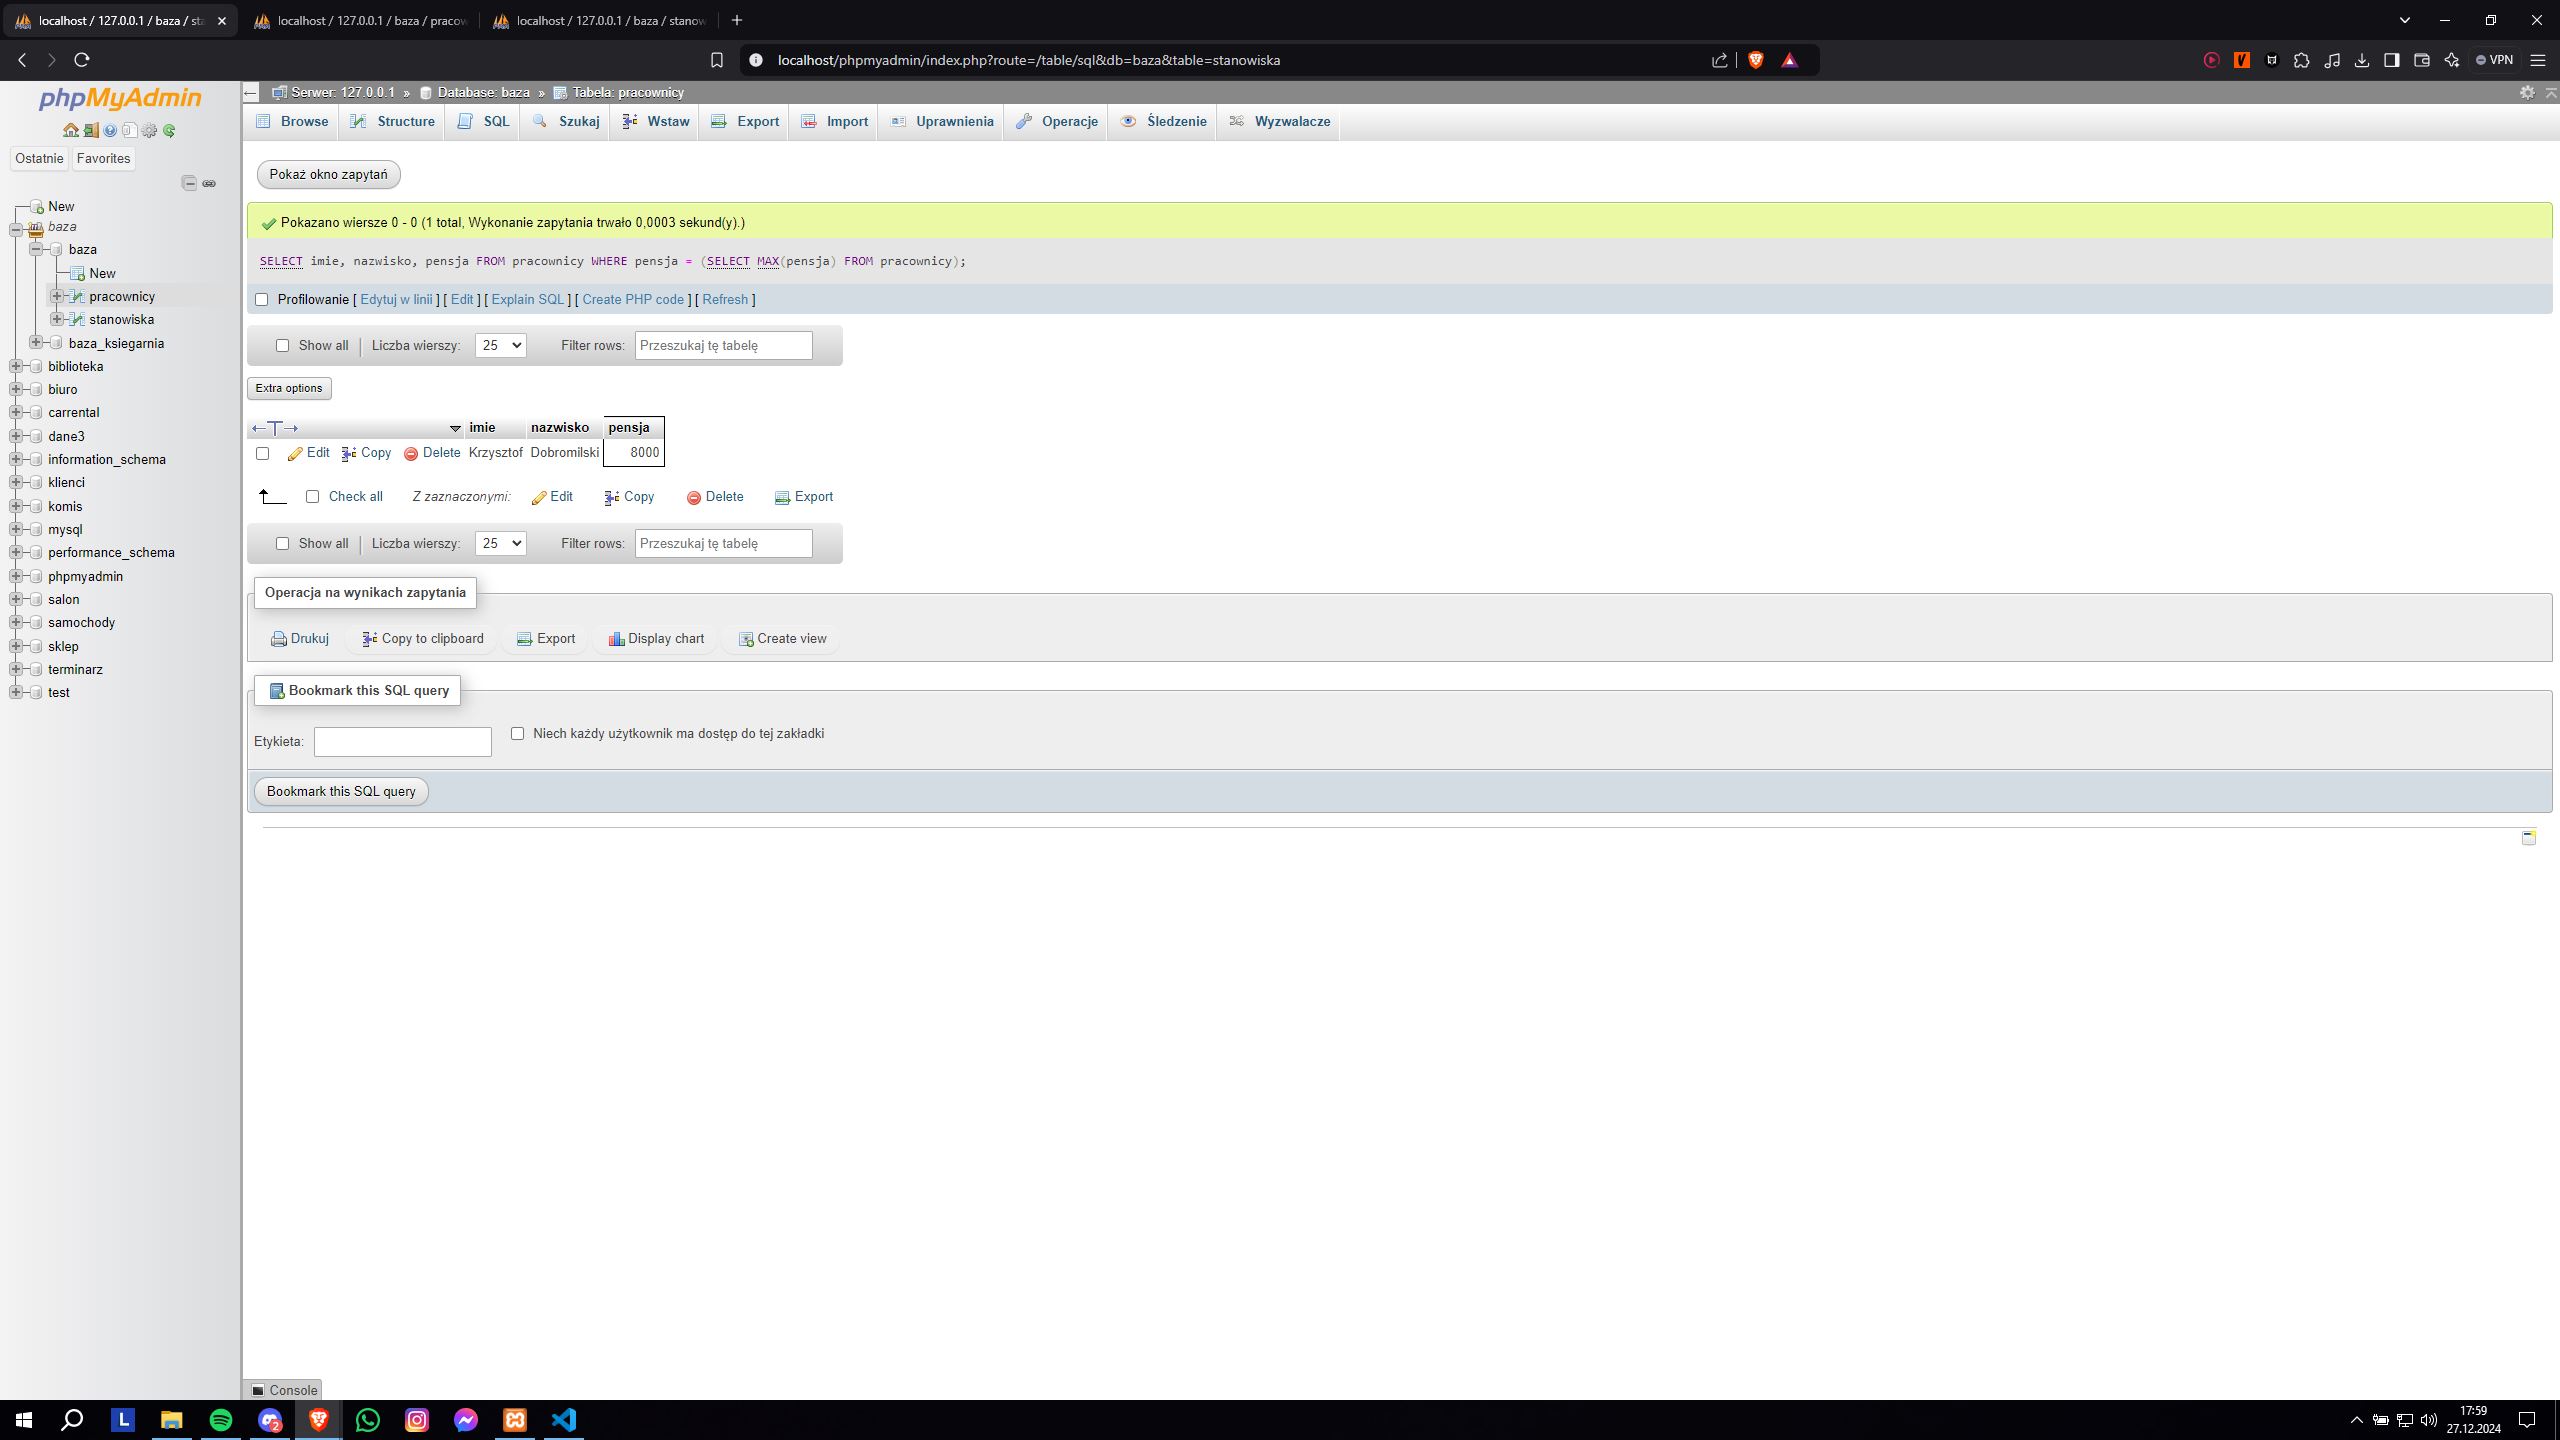 localhost / 127.0.0.1 / baza / sta
localhost / 127.0.0.1 / baza / pracow
localhost / 127.0.0.1 / baza / stanow
localhost/phpmyadmin/index.php?route=/table/sql&db=baza&table=stanowiska
VPN
phpMyAdmin
Ostatnie Favorites
New
baza
baza
New
pracownicy
stanowiska
baza_ksiegarnia
biblioteka
biuro
carrental
dane3
information_schema
klienci
komis
mysql
performance_schema
phpmyadmin
salon
samochody
sklep
terminarz
test
Serwer: 127.0.0.1 » Database: baza » Tabela: pracownicy
Browse Structure SQL Szukaj Wstaw Export Import Uprawnienia Operacje Śledzenie Wyzwalacze
Pokaż okno zapytań
Pokazano wiersze 0 - 0 (1 total, Wykonanie zapytania trwało 0,0003 sekund(y).)
SELECT imie, nazwisko, pensja FROM pracownicy WHERE pensja = (SELECT MAX(pensja) FROM pracownicy);
Profilowanie [ Edytuj w linii ] [ Edit ] [ Explain SQL ] [ Create PHP code ] [ Refresh ]
Show all | Liczba wierszy: 25 Filter rows: Przeszukaj tę tabelę
Extra options
←T→ imie nazwisko pensja
Edit Copy Delete Krzysztof Dobromilski 8000
Check all Z zaznaczonymi: Edit Copy Delete Export
Show all | Liczba wierszy: 25 Filter rows: Przeszukaj tę tabelę
Operacja na wynikach zapytania
Drukuj Copy to clipboard Export Display chart Create view
Bookmark this SQL query
Etykieta: Niech każdy użytkownik ma dostęp do tej zakładki
Bookmark this SQL query
Console
L
2
17:59
27.12.2024